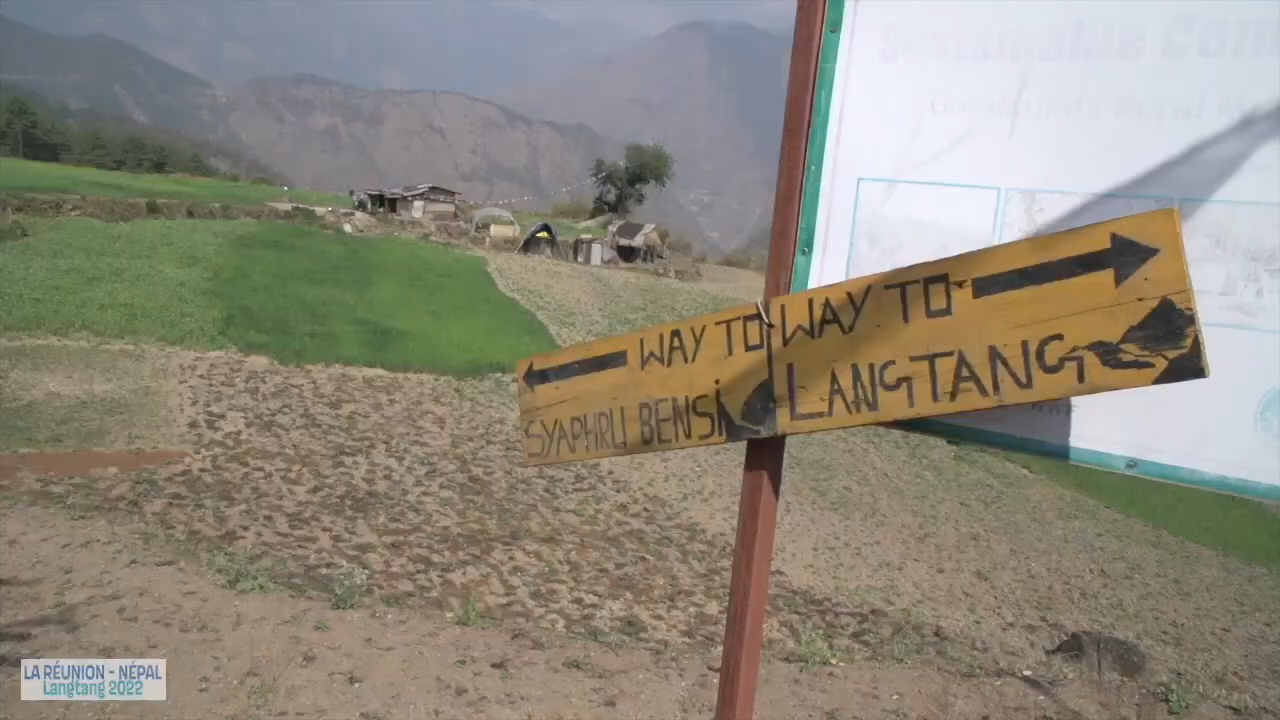 WAY TO
SYAPHRU BENSi
WAY TO
LANGTANG
LA RÉUNION - NÉPAL
Langtang 2022